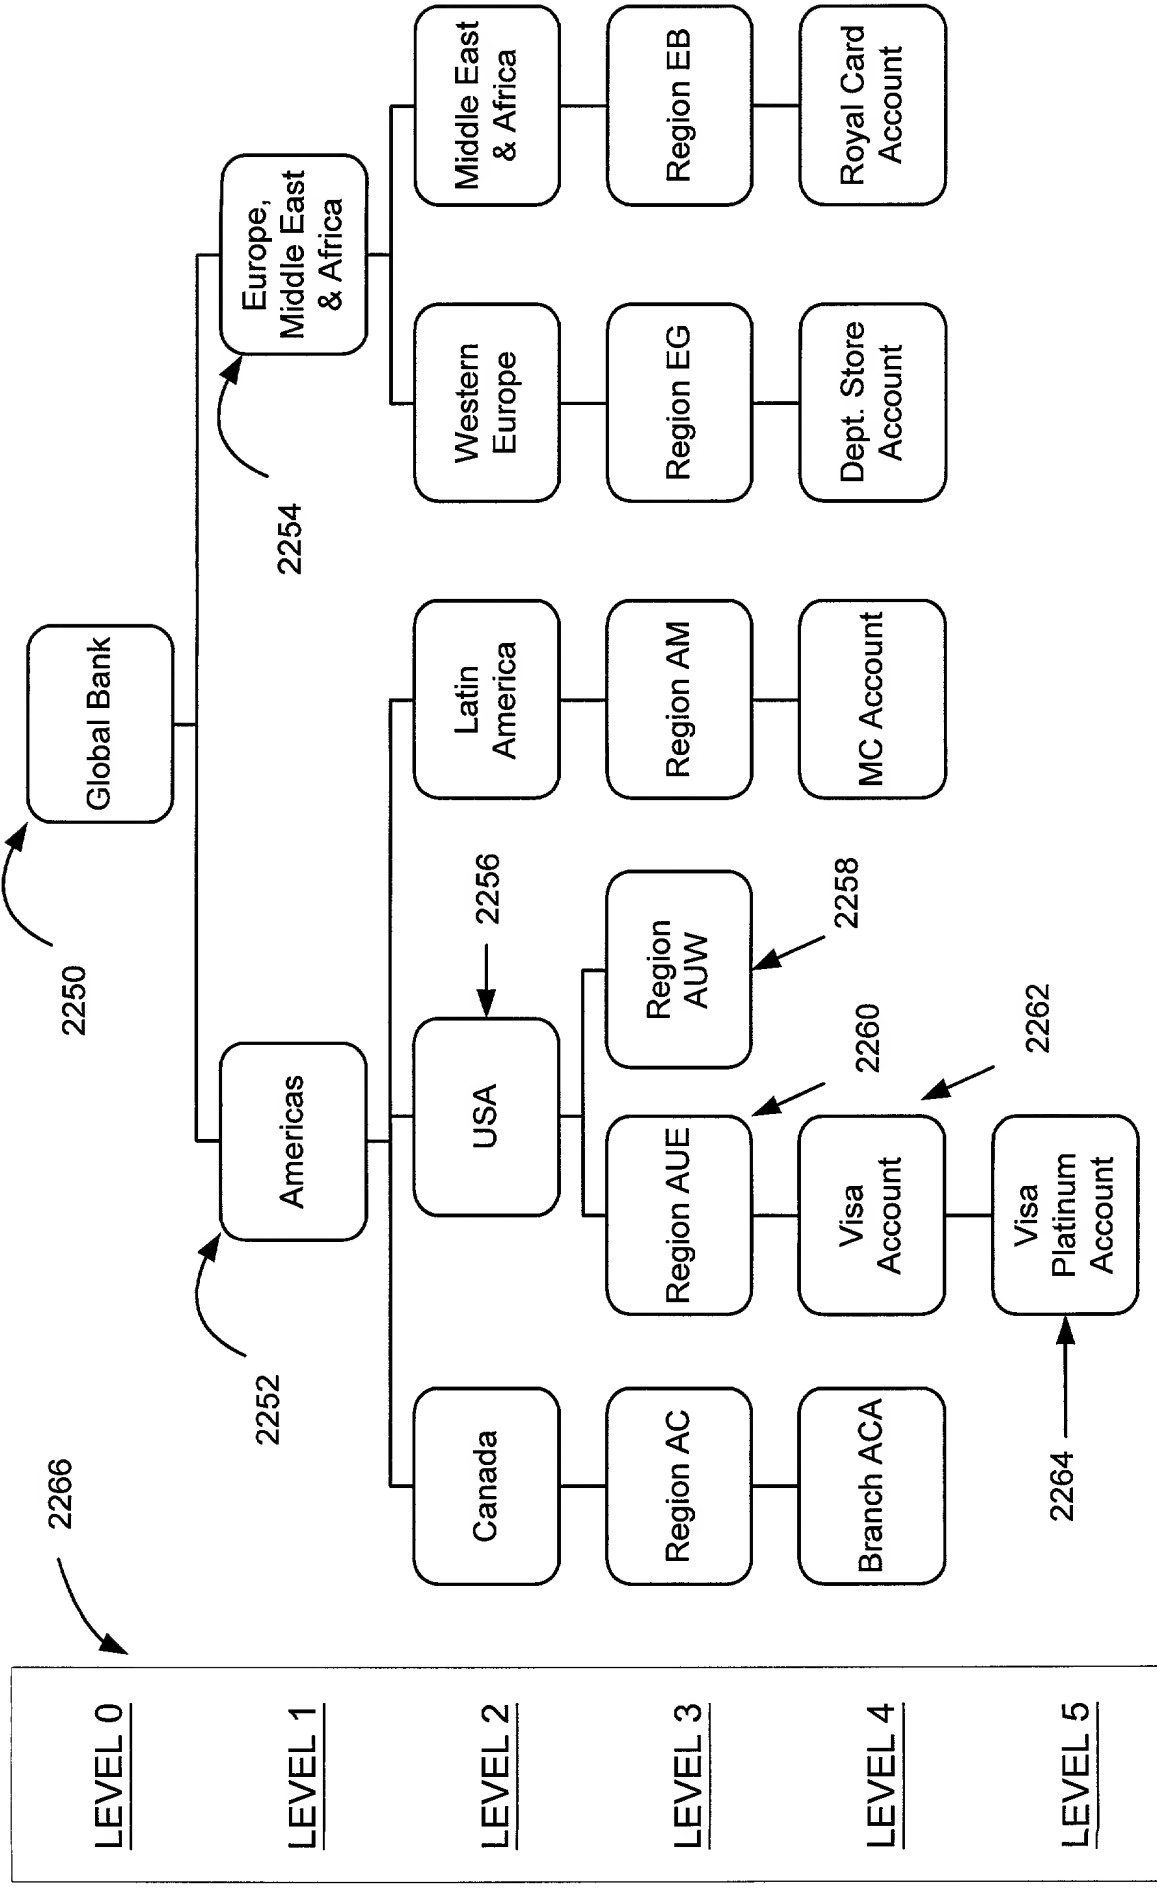 2266
LEVEL 0
LEVEL 1
LEVEL 2
LEVEL 3
LEVEL 4
LEVEL 5
2250
Global Bank
2252
Americas
2254
Europe,
Middle East
& Africa
Canada
USA
2256
Latin
America
Western
Europe
Middle East
& Africa
Region AC
Region AUE
2260
Region
AUW
2258
Region AM
Region EG
Region EB
Branch ACA
Visa
Account
2262
MC Account
Dept. Store
Account
Royal Card
Account
2264
Visa
Platinum
Account